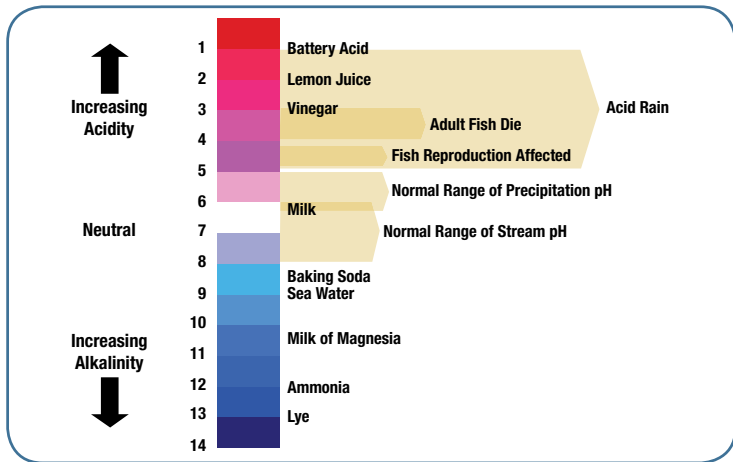 1
Battery Acid
2
Lemon Juice
Increasing
Acidity
3
Vinegar
Acid Rain
Adult Fish Die
4
Fish Reproduction Affected
5
Normal Range of Precipitation pH
6
Milk
Neutral
7
Normal Range of Stream pH
8
Baking Soda
9
Sea Water
10
Increasing
Alkalinity
Milk of Magnesia
11
12
Ammonia
13
Lye
14